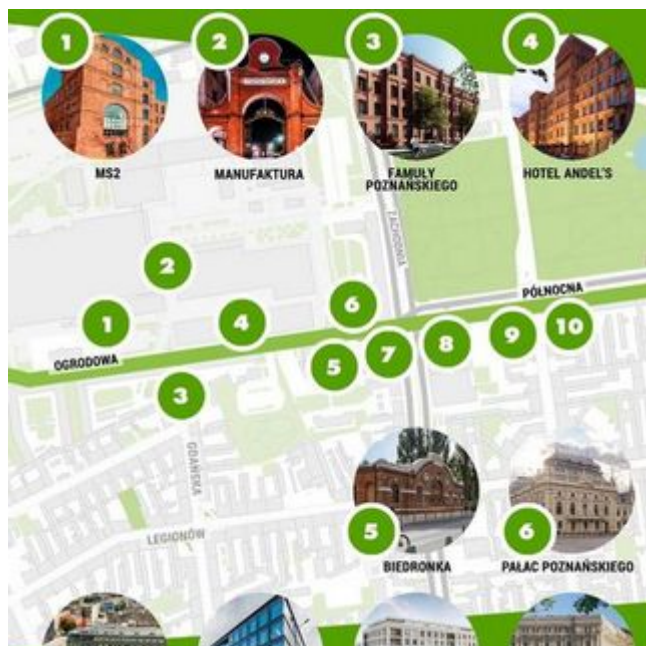 1
2
3
4
MS2
MANUFAKTURA
FAMUŁY
POZNAŃSKIEGO
HOTEL ANDEL'S
ZACHODNIA
2
PÓŁNOCNA
6
1
4
10
9
8
7
5
OGRODOWA
3
GDAŃSKA
LEGIONÓW
5
6
BIEDRONKA
PAŁAC POZNAŃSKIEGO